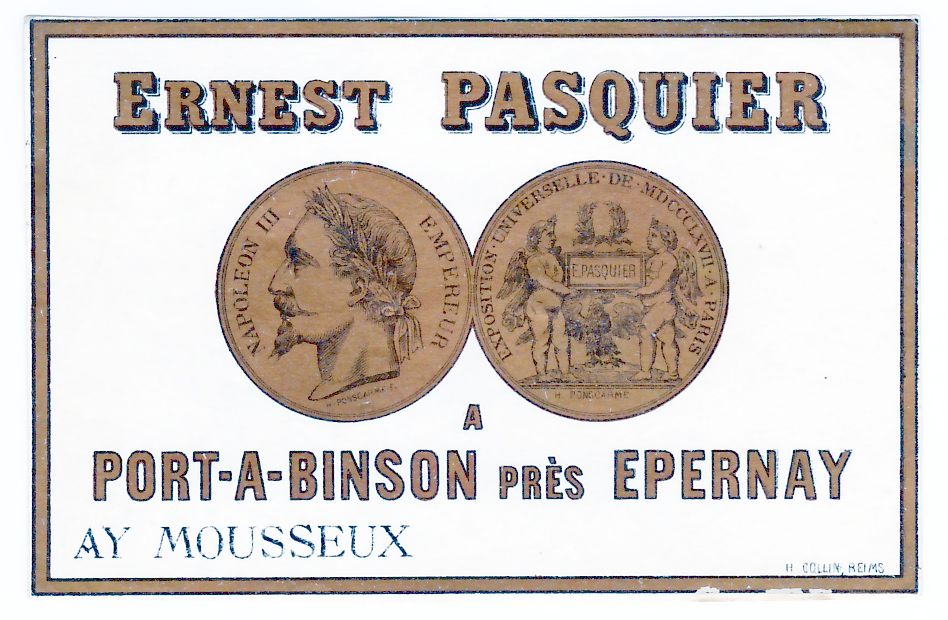 ERNEST PASQUIER
NAPOLEON III EMPEREUR
H. PONSCARME F.
EXPOSITION · UNIVERSELLE · DE · MDCCCLXVII · A · PARIS
E. PASQUIER
H. PONSCARME
A
PORT-A-BINSON PRÈS EPERNAY
AY MOUSSEUX
H COLLIN, REIMS